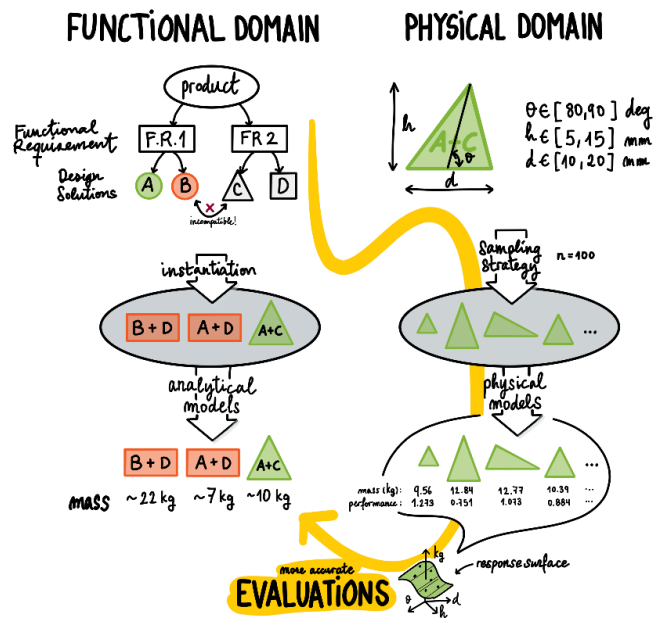 FUNCTIONAL DOMAIN
product
Functional
Requirement
F.R.1
FR2
Design
Solutions
A
B
C
D
x
incompatible!
instantiation
B+D
A+D
A+C
analytical
models
B+D
A+D
A+C
mass
~22 kg
~7 kg
~10 kg
PHYSICAL DOMAIN
h
A+C
θ
d
θ∈[80,90] deg
h∈[5,15] mm
d∈[10,20] mm
Sampling
Strategy
n=100
...
physical
models
...
mass (kg): 9.56 12.84 12.77 10.39 ...
performance: 1.273 0.751 1.073 0.884 ...
kg
response surface
θ
d
h
more accurate
EVALUATIONS